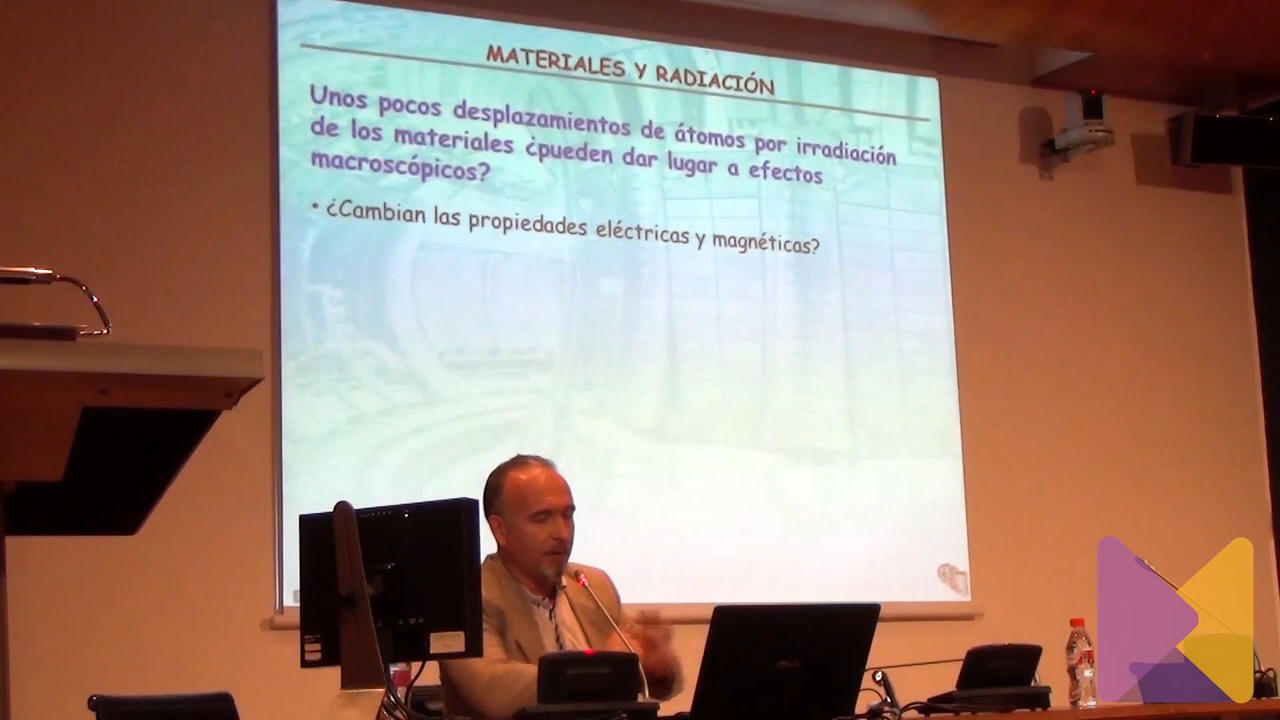 MATERIALES Y RADIACIÓN
Unos pocos desplazamientos de átomos por irradiación
de los materiales ¿pueden dar lugar a efectos
macroscópicos?
• ¿Cambian las propiedades eléctricas y magnéticas?